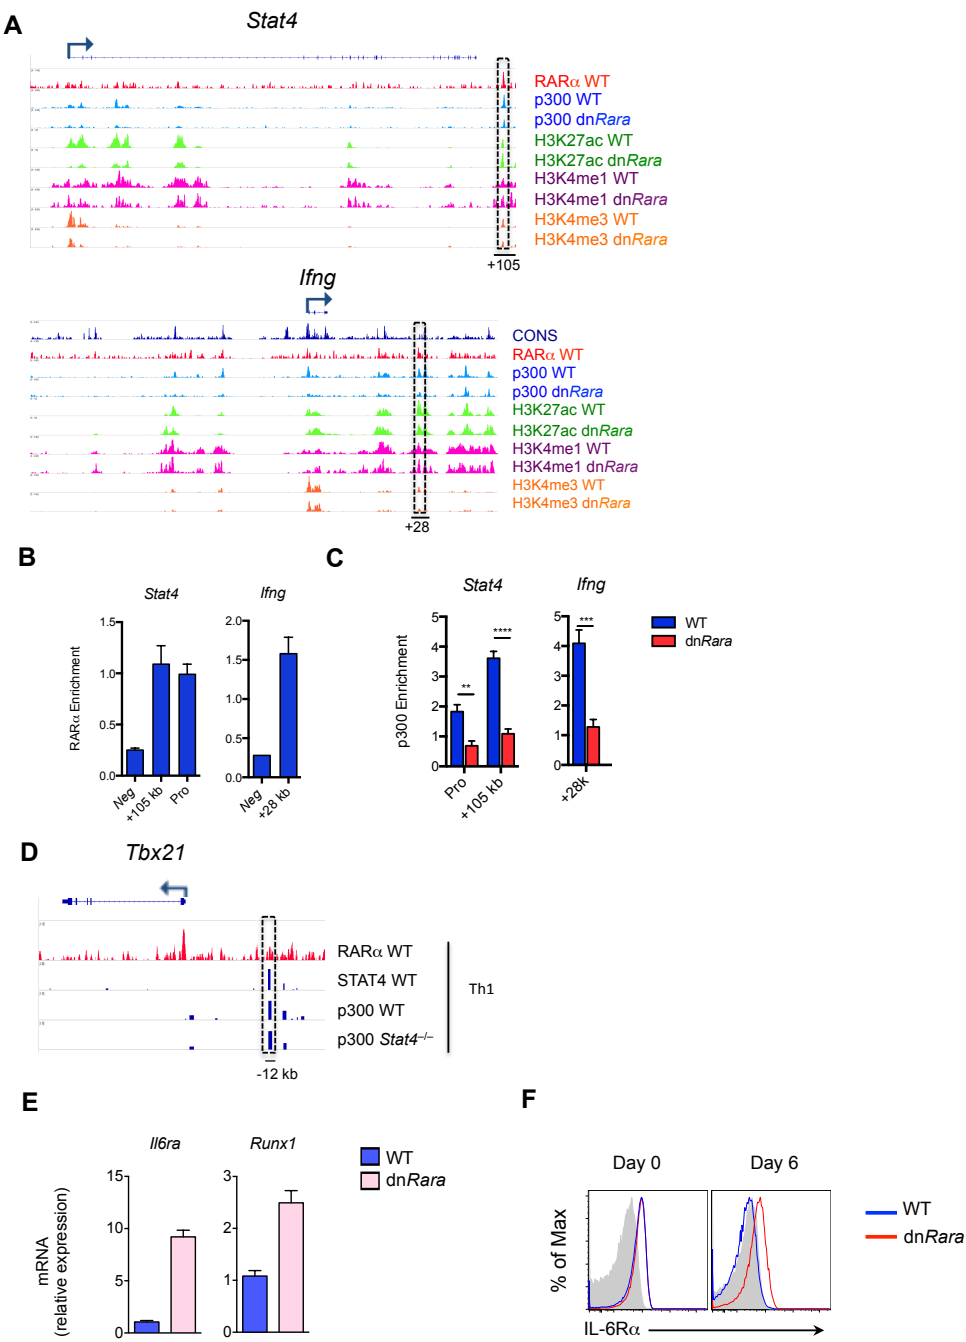 A
Stat4
RARα WT
p300 WT
p300 dnRara
H3K27ac WT
H3K27ac dnRara
H3K4me1 WT
H3K4me1 dnRara
H3K4me3 WT
H3K4me3 dnRara
+105
Ifng
CONS
RARα WT
p300 WT
p300 dnRara
H3K27ac WT
H3K27ac dnRara
H3K4me1 WT
H3K4me1 dnRara
H3K4me3 WT
H3K4me3 dnRara
+28
B
Stat4
Ifng
RARα Enrichment
1.5
1.0
0.5
0.0
Neg
+105 kb
Pro
2.0
1.5
1.0
0.5
0.0
Neg
+28 kb
C
Stat4
Ifng
p300 Enrichment
5
4
3
2
1
0
**
****
Pro
+105 kb
5
4
3
2
1
0
***
+28k
WT
dnRara
D
Tbx21
RARα WT
STAT4 WT
p300 WT
p300 Stat4–/–
Th1
-12 kb
E
Il6ra
Runx1
mRNA
(relative expression)
15
10
5
0
3
2
1
0
WT
dnRara
F
Day 0
Day 6
% of Max
IL-6Rα
WT
dnRara